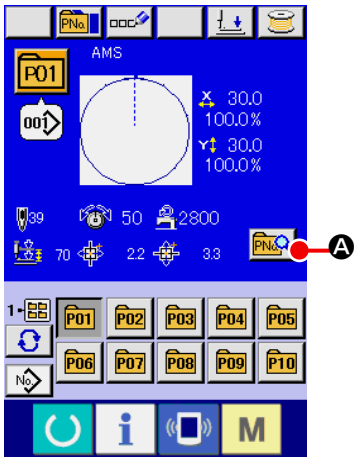 PNo.
AMS
P01
001
X 30.0
100.0%
Y 30.0
100.0%
39 50 2800
70 2.2 3.3 PNo. A
1-
P01 P02 P03 P04 P05
P06 P07 P08 P09 P10
No.
i M